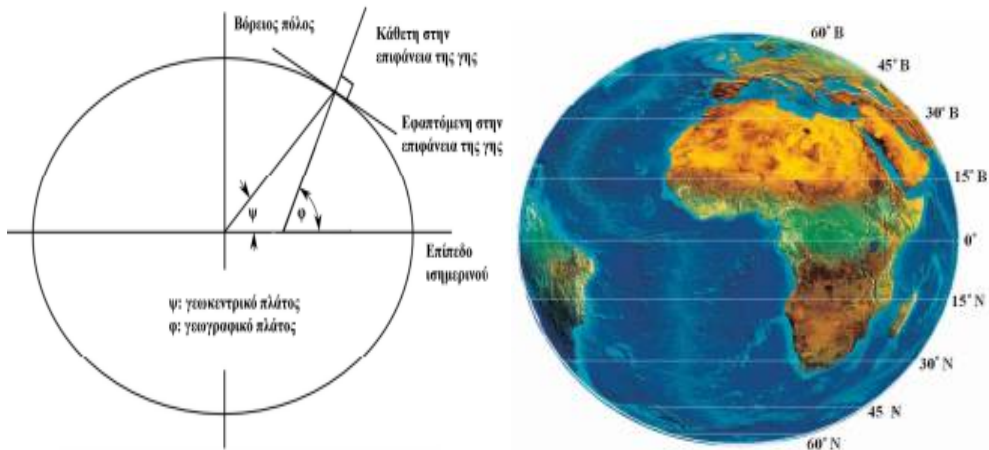 Βόρειος πόλος
Κάθετη στην
επιφάνεια της γης
Εφαπτόμενη στην
επιφάνεια της γης
ψ
φ
Επίπεδο
ισημερινού
ψ: γεωκεντρικό πλάτος
φ: γεωγραφικό πλάτος
60° Β
45° Β
30° Β
15° Β
0°
15° Ν
30° Ν
45 Ν
60° Ν